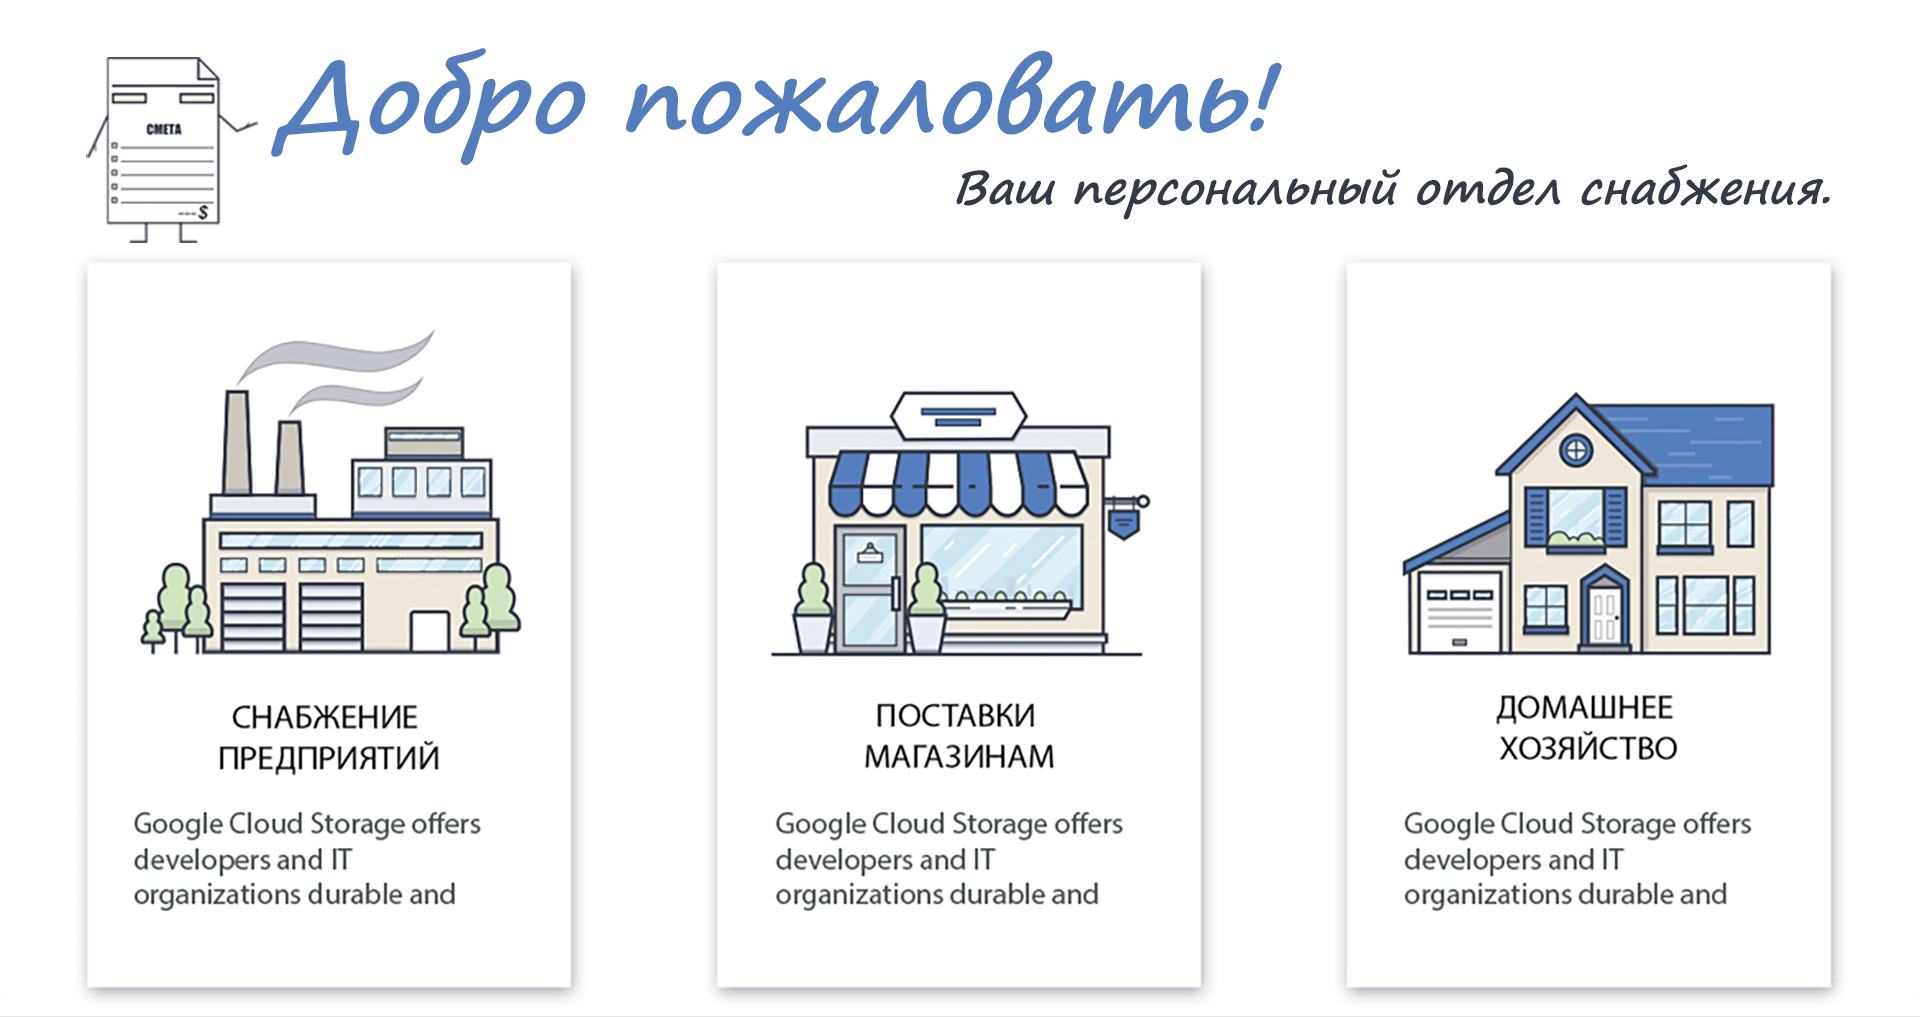 Добро пожаловать!
СМЕТА
---$
Ваш персональный отдел снабжения.
СНАБЖЕНИЕ
ПРЕДПРИЯТИЙ
Google Cloud Storage offers
developers and IT
organizations durable and
ПОСТАВКИ
МАГАЗИНАМ
Google Cloud Storage offers
developers and IT
organizations durable and
ДОМАШНЕЕ
ХОЗЯЙСТВО
Google Cloud Storage offers
developers and IT
organizations durable and